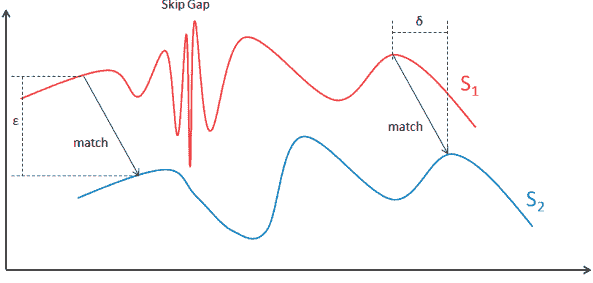 Skip Gap
δ
S₁
ε
match
match
S₂